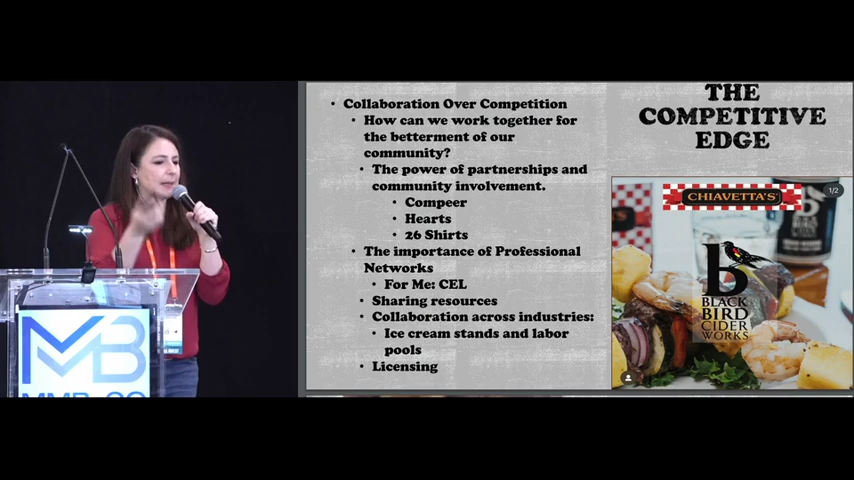 • Collaboration Over Competition
• How can we work together for
the betterment of our
community?
• The power of partnerships and
community involvement.
• Compeer
• Hearts
• 26 Shirts
• The importance of Professional
Networks
• For Me: CEL
• Sharing resources
• Collaboration across industries:
• Ice cream stands and labor
pools
• Licensing
THE
COMPETITIVE
EDGE
CHIAVETTA'S
1/2
b
BLACK
BIRD
CIDER
WORKS
MMB